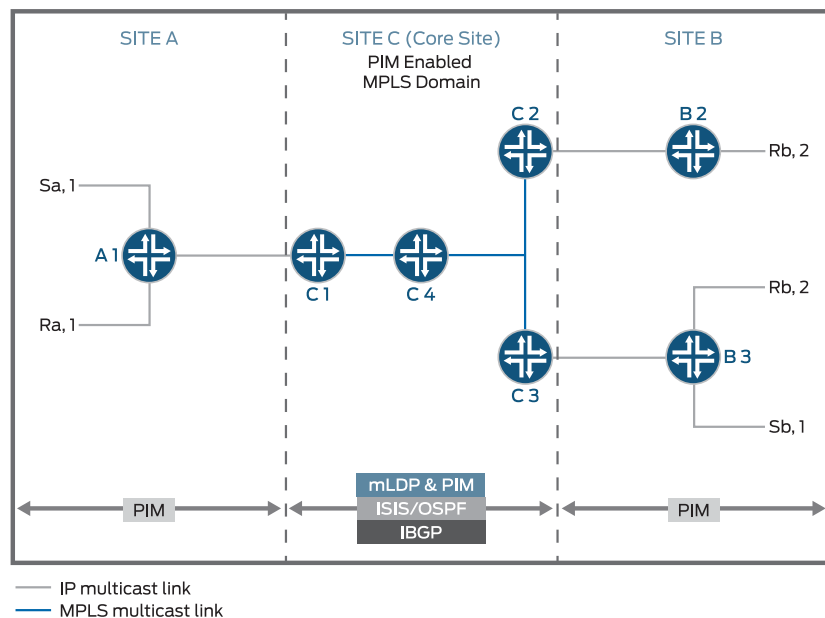 SITE A
SITE C (Core Site)
PIM Enabled
MPLS Domain
SITE B
C 2
B 2
Rb, 2
Sa, 1
A 1
C 1
C 4
Ra, 1
Rb, 2
B 3
C 3
Sb, 1
mLDP & PIM
ISIS/OSPF
IBGP
PIM
PIM
IP multicast link
MPLS multicast link